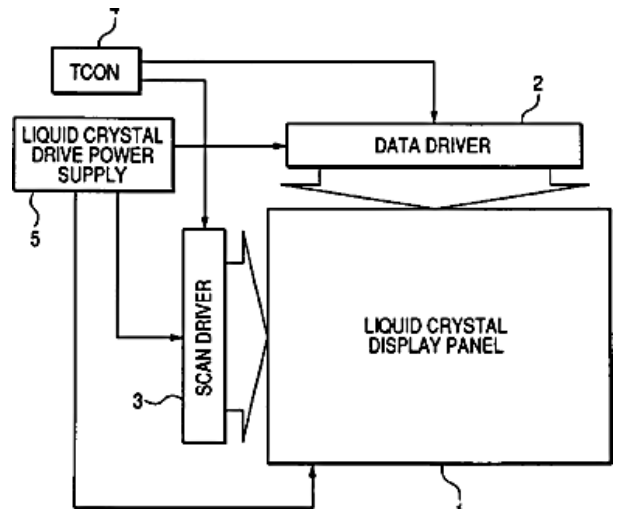 TCON
2
LIQUID CRYSTAL
DRIVE POWER
SUPPLY
DATA DRIVER
5
SCAN DRIVER
LIQUID CRYSTAL
DISPLAY PANEL
3